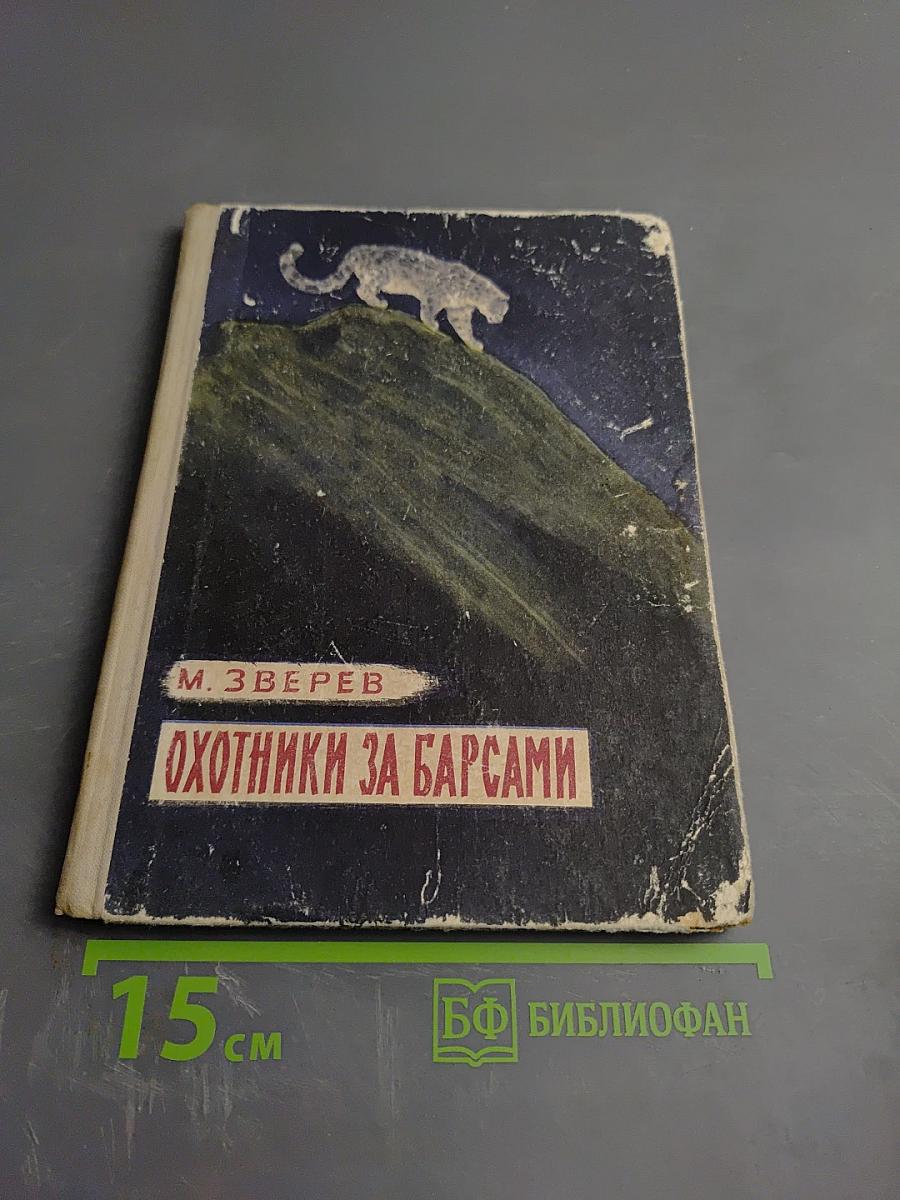 М. ЗВЕРЕВ
ОХОТНИКИ ЗА БАРСАМИ
15 см
БФ БИБЛИОФАН